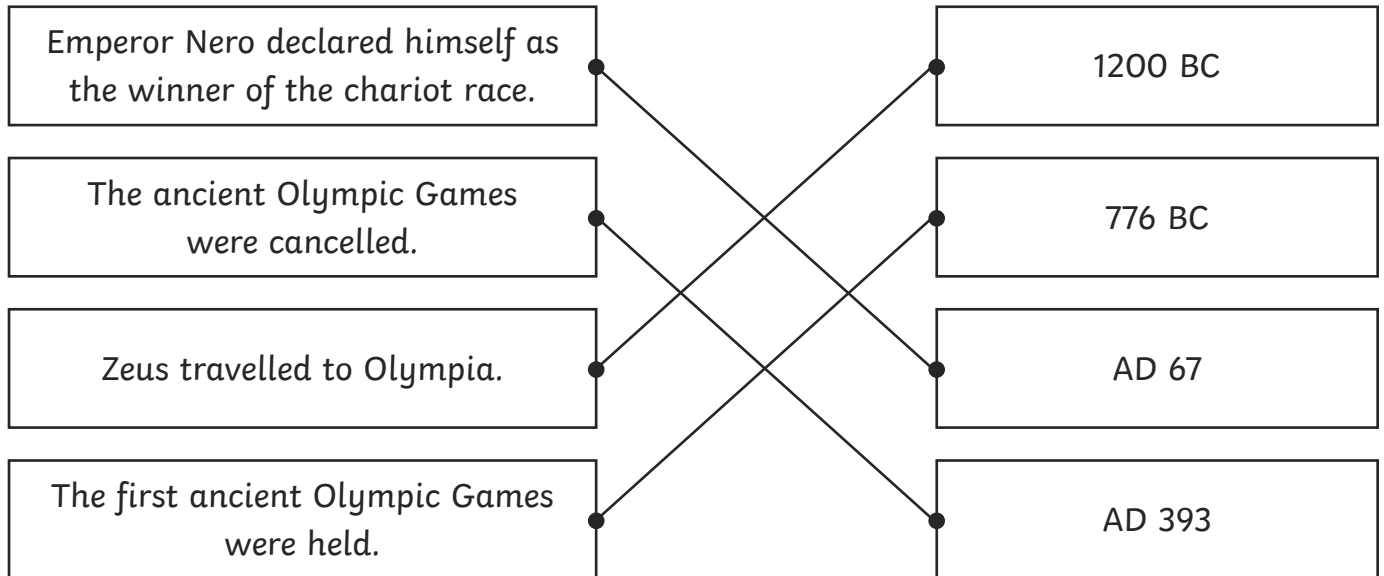 Emperor Nero declared himself as
the winner of the chariot race.
1200 BC
The ancient Olympic Games
were cancelled.
776 BC
Zeus travelled to Olympia.
AD 67
The first ancient Olympic Games
were held.
AD 393